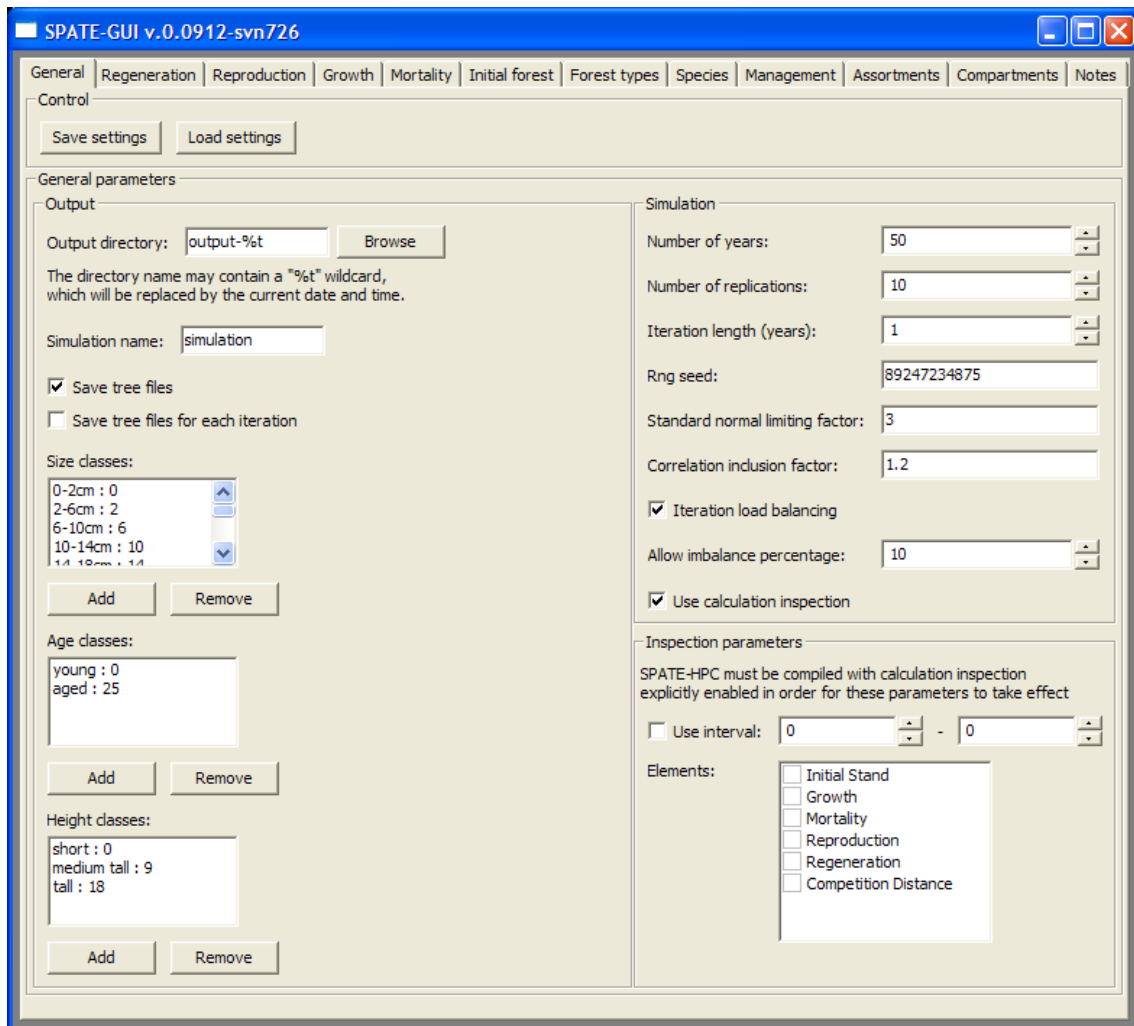 SPATE-GUI v.0.0912-svn726
General Regeneration Reproduction Growth Mortality Initial forest Forest types Species Management Assortments Compartments Notes
Control
Save settings Load settings
General parameters
Output
Output directory: output-%t Browse
The directory name may contain a "%t" wildcard,
which will be replaced by the current date and time.
Simulation name: simulation
Save tree files
Save tree files for each iteration
Size classes:
0-2cm : 0
2-6cm : 2
6-10cm : 6
10-14cm : 10
14-18cm : 14
Add Remove
Age classes:
young : 0
aged : 25
Add Remove
Height classes:
short : 0
medium tall : 9
tall : 18
Add Remove
Simulation
Number of years: 50
Number of replications: 10
Iteration length (years): 1
Rng seed: 89247234875
Standard normal limiting factor: 3
Correlation inclusion factor: 1.2
Iteration load balancing
Allow imbalance percentage: 10
Use calculation inspection
Inspection parameters
SPATE-HPC must be compiled with calculation inspection
explicitly enabled in order for these parameters to take effect
Use interval: 0 - 0
Elements:
Initial Stand
Growth
Mortality
Reproduction
Regeneration
Competition Distance